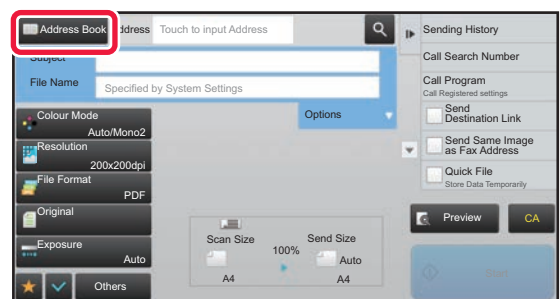 Address Book
ddress
Touch to input Address
Subject
File Name
Specified by System Settings
Options
Colour Mode
Auto/Mono2
Resolution
200x200dpi
File Format
PDF
Original
Exposure
Auto
Others
Scan Size
A4
100%
Send Size
Auto
A4
Sending History
Call Search Number
Call Program
Call Registered settings
Send
Destination Link
Send Same Image
as Fax Address
Quick File
Store Data Temporarily
Preview
CA
Start